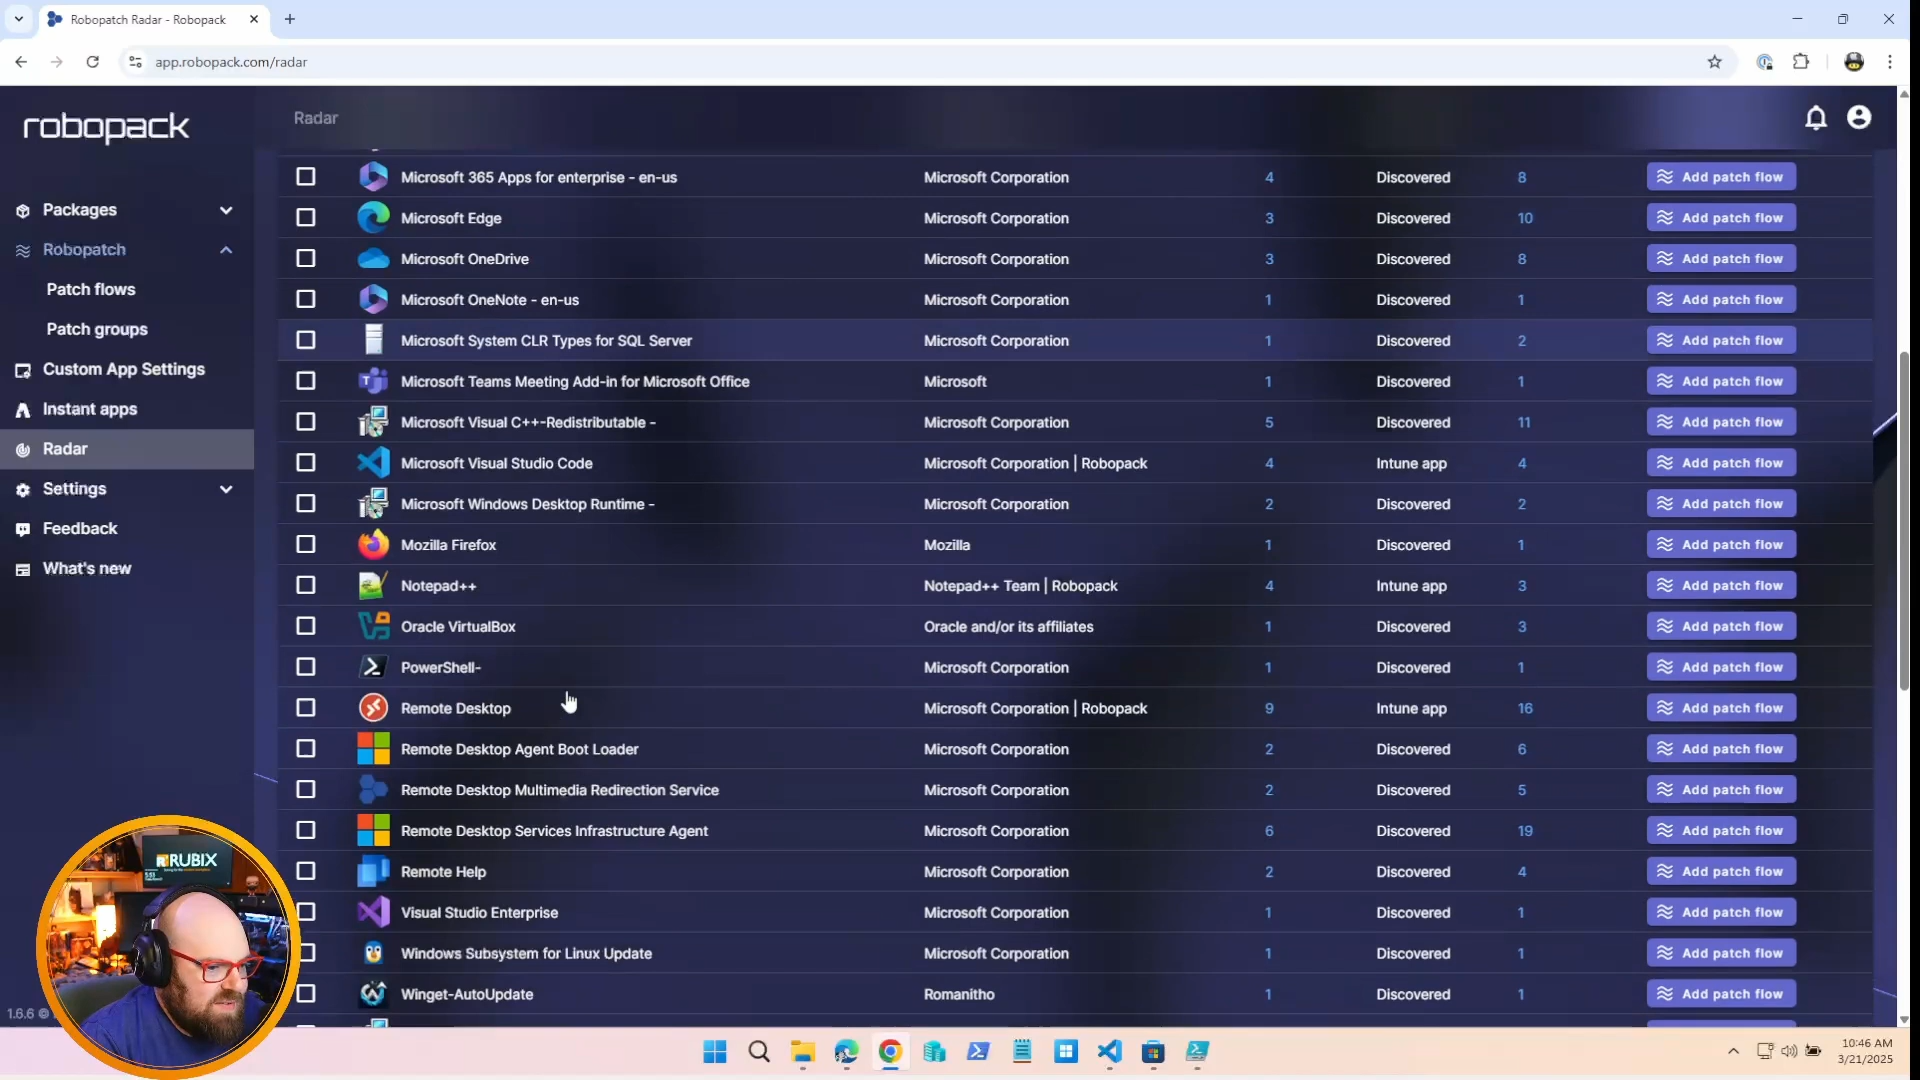 Robopatch Radar - Robopack
app.robopack.com/radar
robopack
Radar
Packages
Robopatch
Patch flows
Patch groups
Custom App Settings
Instant apps
Radar
Settings
Feedback
What's new
Microsoft 365 Apps for enterprise - en-us Microsoft Corporation 4 Discovered 8 Add patch flow
Microsoft Edge Microsoft Corporation 3 Discovered 10 Add patch flow
Microsoft OneDrive Microsoft Corporation 3 Discovered 8 Add patch flow
Microsoft OneNote - en-us Microsoft Corporation 1 Discovered 1 Add patch flow
Microsoft System CLR Types for SQL Server Microsoft Corporation 1 Discovered 2 Add patch flow
Microsoft Teams Meeting Add-in for Microsoft Office Microsoft 1 Discovered 1 Add patch flow
Microsoft Visual C++-Redistributable - Microsoft Corporation 5 Discovered 11 Add patch flow
Microsoft Visual Studio Code Microsoft Corporation | Robopack 4 Intune app 4 Add patch flow
Microsoft Windows Desktop Runtime - Microsoft Corporation 2 Discovered 2 Add patch flow
Mozilla Firefox Mozilla 1 Discovered 1 Add patch flow
Notepad++ Notepad++ Team | Robopack 4 Intune app 3 Add patch flow
Oracle VirtualBox Oracle and/or its affiliates 1 Discovered 3 Add patch flow
PowerShell- Microsoft Corporation 1 Discovered 1 Add patch flow
Remote Desktop Microsoft Corporation | Robopack 9 Intune app 16 Add patch flow
Remote Desktop Agent Boot Loader Microsoft Corporation 2 Discovered 6 Add patch flow
Remote Desktop Multimedia Redirection Service Microsoft Corporation 2 Discovered 5 Add patch flow
Remote Desktop Services Infrastructure Agent Microsoft Corporation 6 Discovered 19 Add patch flow
Remote Help Microsoft Corporation 2 Discovered 4 Add patch flow
Visual Studio Enterprise Microsoft Corporation 1 Discovered 1 Add patch flow
Windows Subsystem for Linux Update Microsoft Corporation 1 Discovered 1 Add patch flow
Winget-AutoUpdate Romanitho 1 Discovered 1 Add patch flow
RUBIX
1.6.6 ©
10:46 AM
3/21/2025